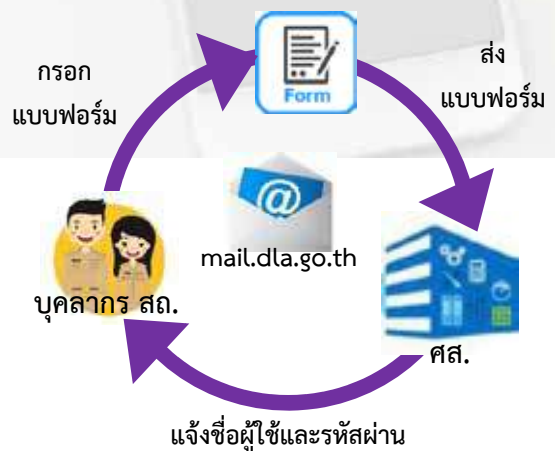 กรอก
แบบฟอร์ม
Form
ส่ง
แบบฟอร์ม
@
mail.dla.go.th
บุคลากร สถ.
ศส.
แจ้งชื่อผู้ใช้และรหัสผ่าน